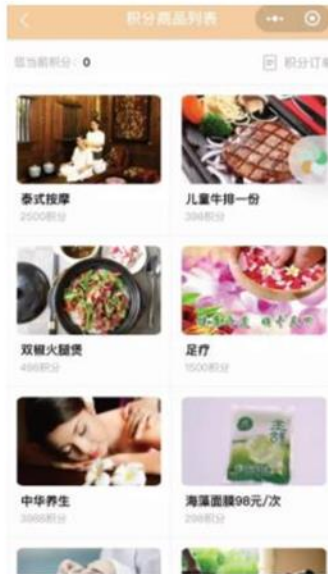 积分商品列表
您当前积分：0
积分订单
泰式按摩
2500积分
儿童牛排一份
398积分
双椒火腿煲
498积分
足疗
1500积分
中华养生
3988积分
海藻面膜98元/次
298积分